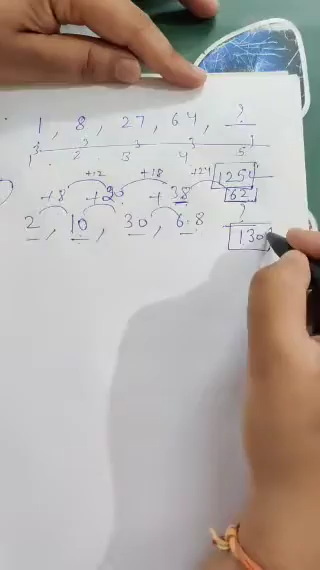 1, 8, 27, 64, ?
1³ 2³ 3³ 4³ 5³
+12 +18 +24 125
+8 +20 +38 62
?
2, 10, 30, 68
130